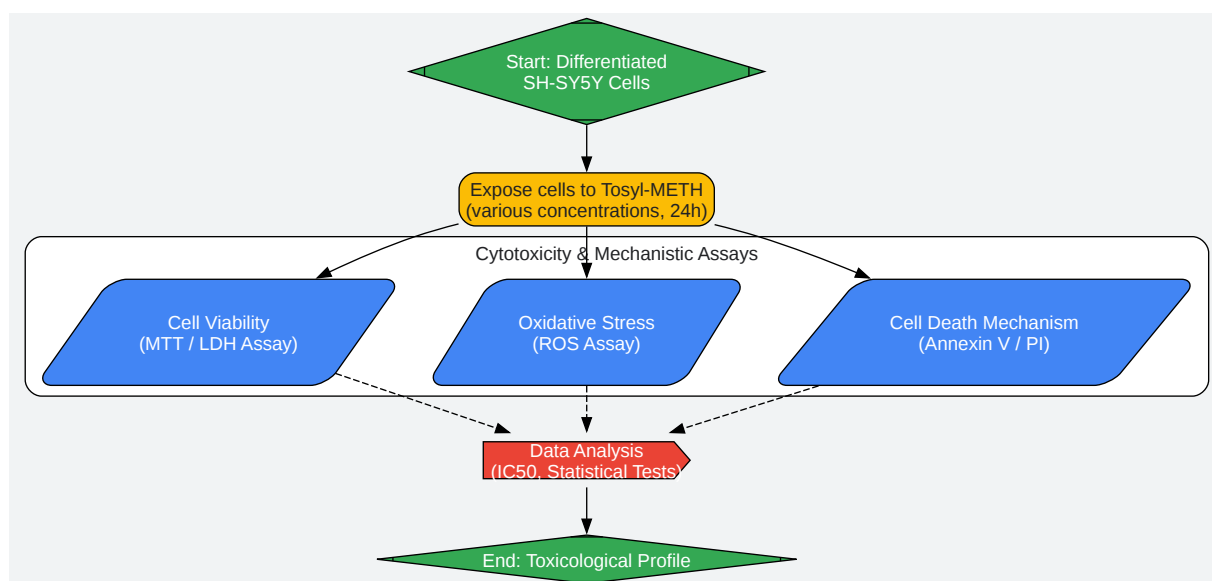 Start: Differentiated
SH-SY5Y Cells
Expose cells to Tosyl-METH
(various concentrations, 24h)
Cytotoxicity & Mechanistic Assays
Cell Viability
(MTT / LDH Assay)
Oxidative Stress
(ROS Assay)
Cell Death Mechanism
(Annexin V / PI)
Data Analysis
(IC50, Statistical Tests)
End: Toxicological Profile